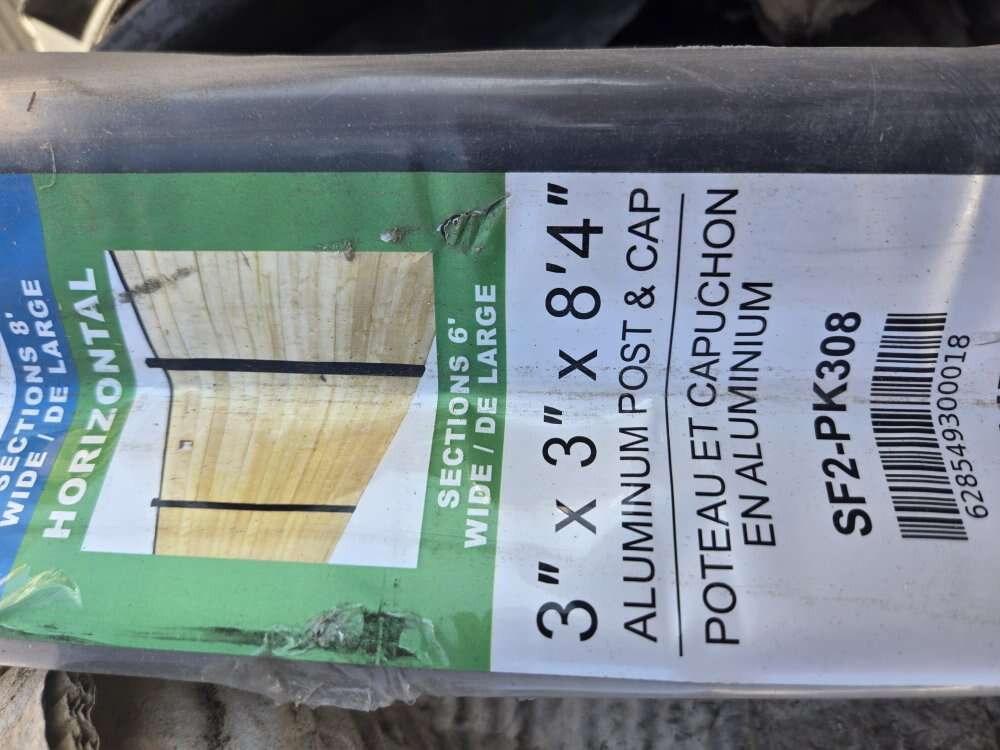 SECTIONS 8'
WIDE / DE LARGE
HORIZONTAL
SECTIONS 6'
WIDE / DE LARGE
3" x 3" x 8'4"
ALUMINUM POST & CAP
POTEAU ET CAPUCHON
EN ALUMINIUM
SF2-PK308
628549300018